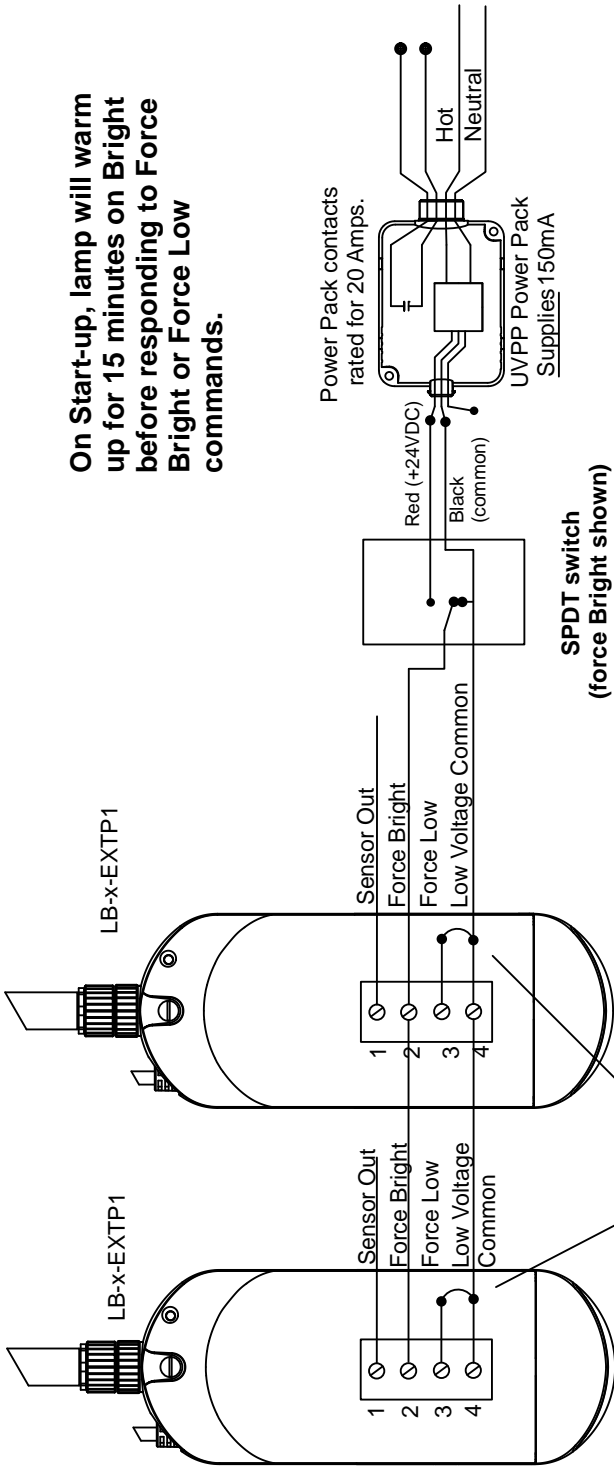 LB-x-EXTP1
1
2
3
4
Sensor Out
Force Bright
Force Low
Low Voltage
Common
LB-x-EXTP1
1
2
3
4
Sensor Out
Force Bright
Force Low
Low Voltage Common
SPDT switch
(force Bright shown)
Red (+24VDC)
Black
(common)
Power Pack contacts
rated for 20 Amps.
UVPP Power Pack
Supplies 150mA
Hot
Neutral
On Start-up, lamp will warm
up for 15 minutes on Bright
before responding to Force
Bright or Force Low
commands.